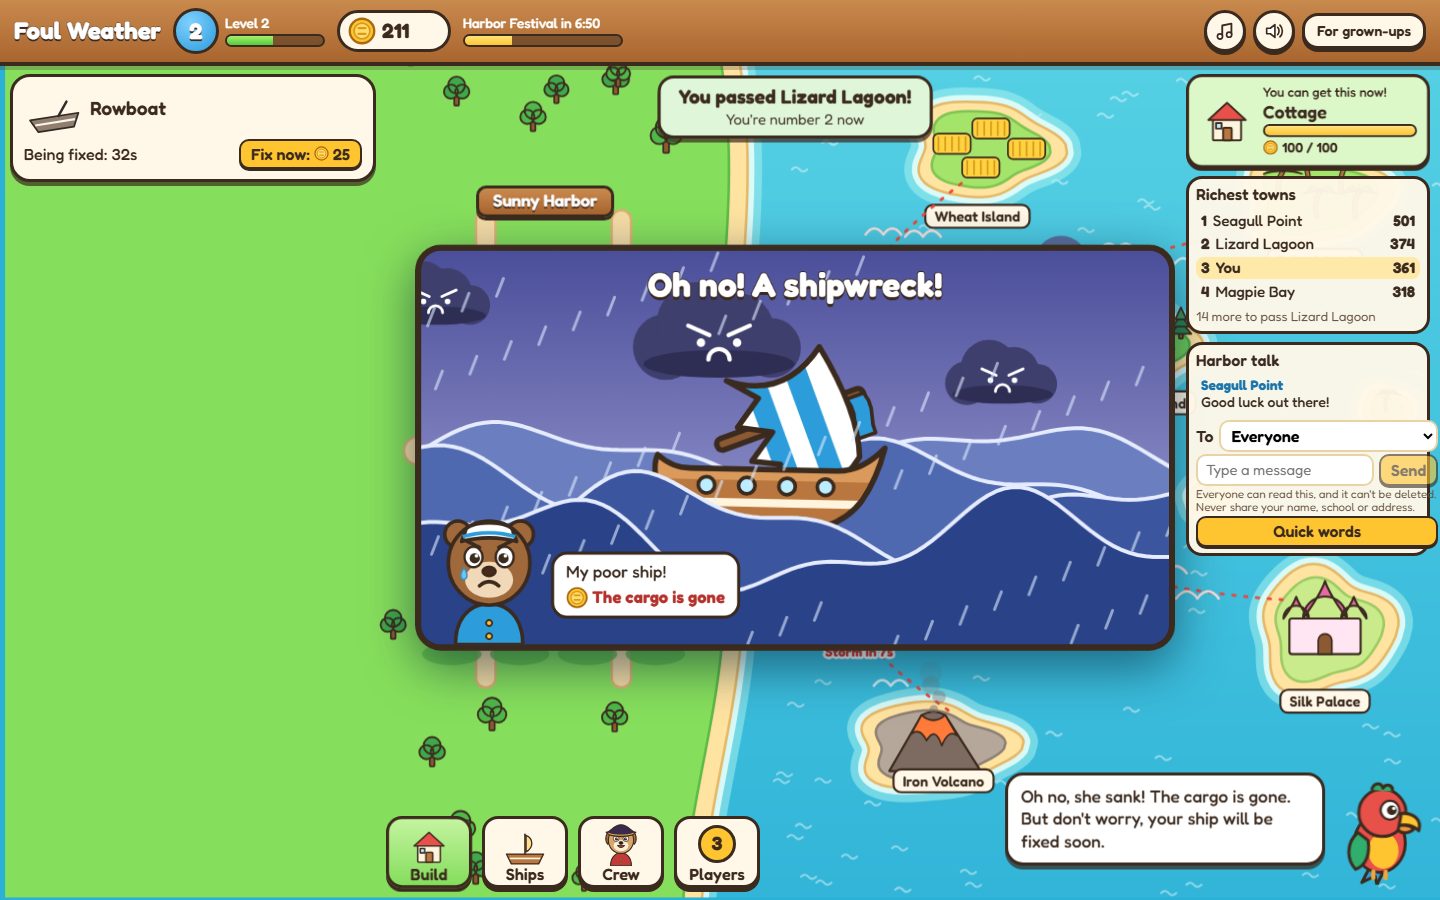 Foul Weather
2
Level 2
211
Harbor Festival in 6:50
For grown-ups
Rowboat
Being fixed: 32s
Fix now: 25
You passed Lizard Lagoon!
You're number 2 now
You can get this now!
Cottage
100 / 100
Sunny Harbor
Wheat Island
Richest towns
1 Seagull Point 501
2 Lizard Lagoon 374
3 You 361
4 Magpie Bay 318
14 more to pass Lizard Lagoon
Oh no! A shipwreck!
My poor ship!
The cargo is gone
Harbor talk
Seagull Point
Good luck out there!
To Everyone
Type a message
Send
Everyone can read this, and it can't be deleted.
Never share your name, school or address.
Quick words
Storm in 7s
Silk Palace
Iron Volcano
Oh no, she sank! The cargo is gone.
But don't worry, your ship will be
fixed soon.
Build
Ships
Crew
3
Players